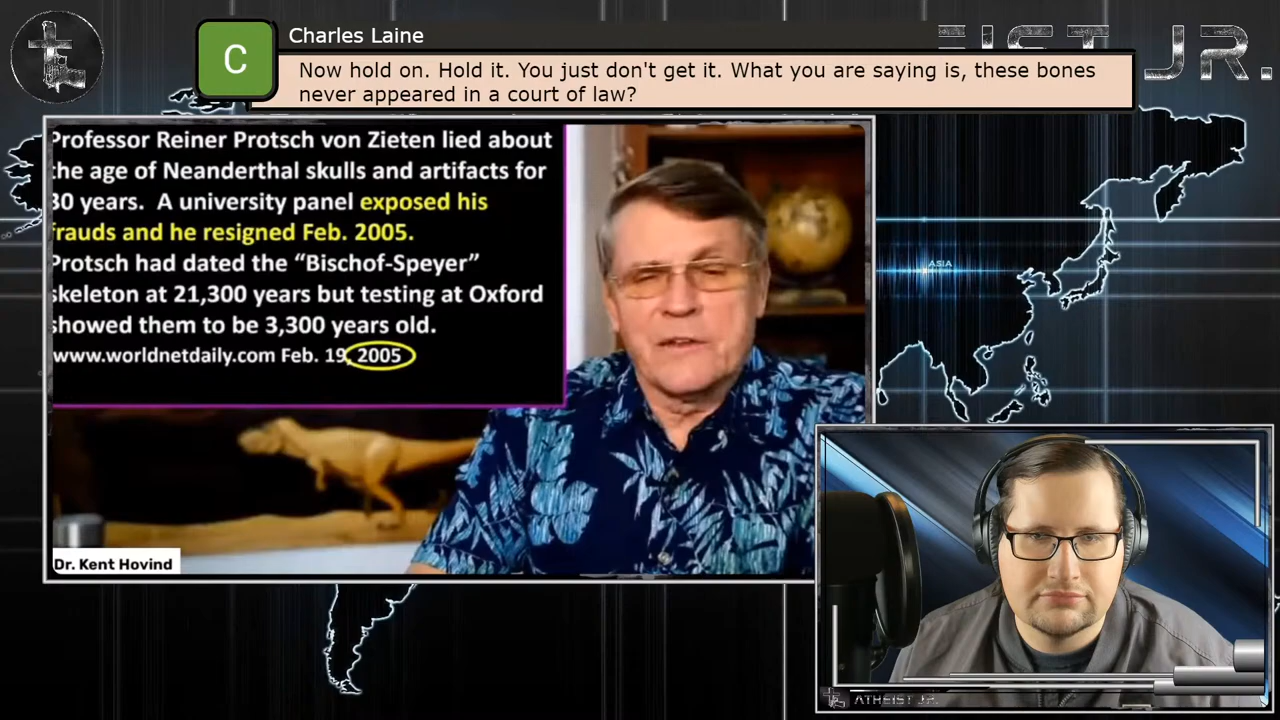 Charles Laine
EIST JR.
Now hold on. Hold it. You just don't get it. What you are saying is, these bones
never appeared in a court of law?
Professor Reiner Protsch von Zieten lied about
the age of Neanderthal skulls and artifacts for
30 years. A university panel exposed his
frauds and he resigned Feb. 2005.
Protsch had dated the “Bischof-Speyer”
skeleton at 21,300 years but testing at Oxford
showed them to be 3,300 years old.
www.worldnetdaily.com Feb. 19, 2005
ASIA
Dr. Kent Hovind
ATHEIST JR.